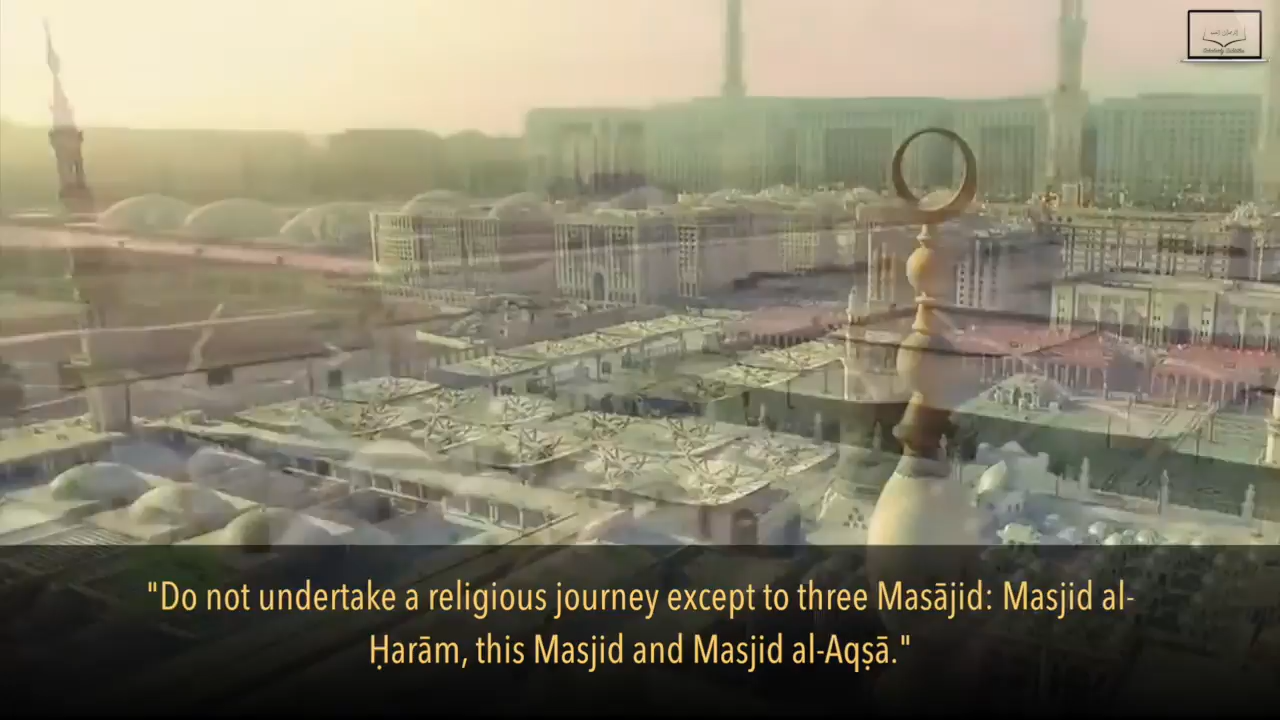 "Do not undertake a religious journey except to three Masājid: Masjid al-
Ḥarām, this Masjid and Masjid al-Aqṣā."